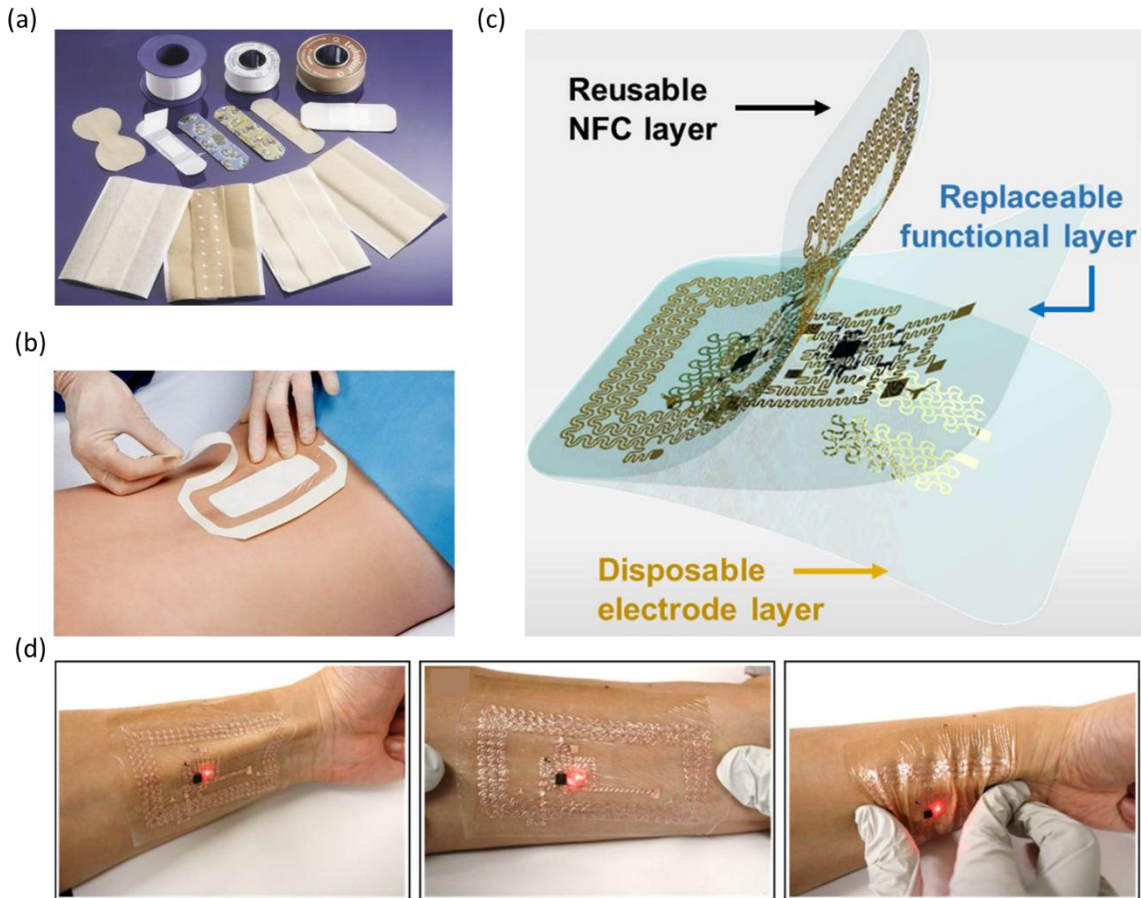 (a)
(c)
Reusable
NFC layer
Replaceable
functional layer
(b)
Disposable
electrode layer
(d)